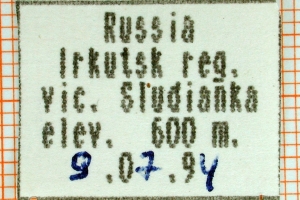 Russia
Irkutsk reg.
vic. Sludianka
elev. 600 m.
9.07.94